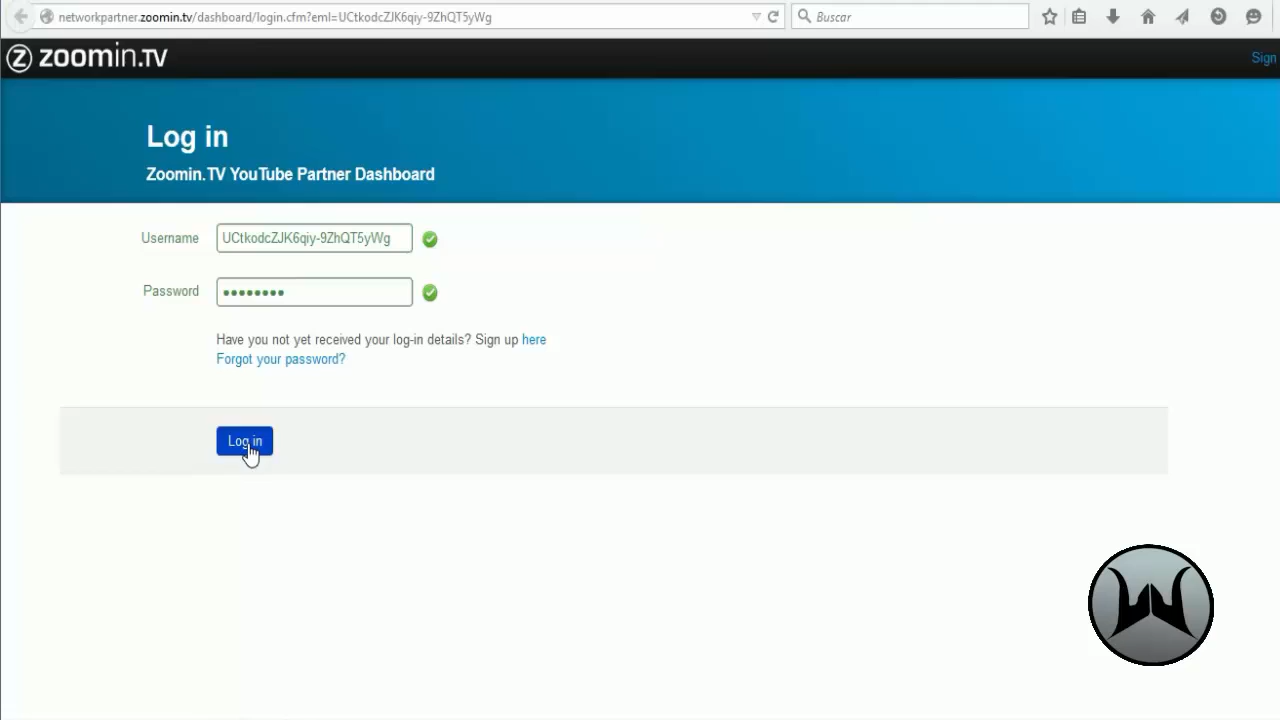 networkpartner.zoomin.tv/dashboard/login.cfm?eml=UCtkodcZJK6qiy-9ZhQT5yWg
Buscar
zoomin.TV
Sign
Log in
Zoomin.TV YouTube Partner Dashboard
Username UCtkodcZJK6qiy-9ZhQT5yWg
Password ••••••••
Have you not yet received your log-in details? Sign up here
Forgot your password?
Log in